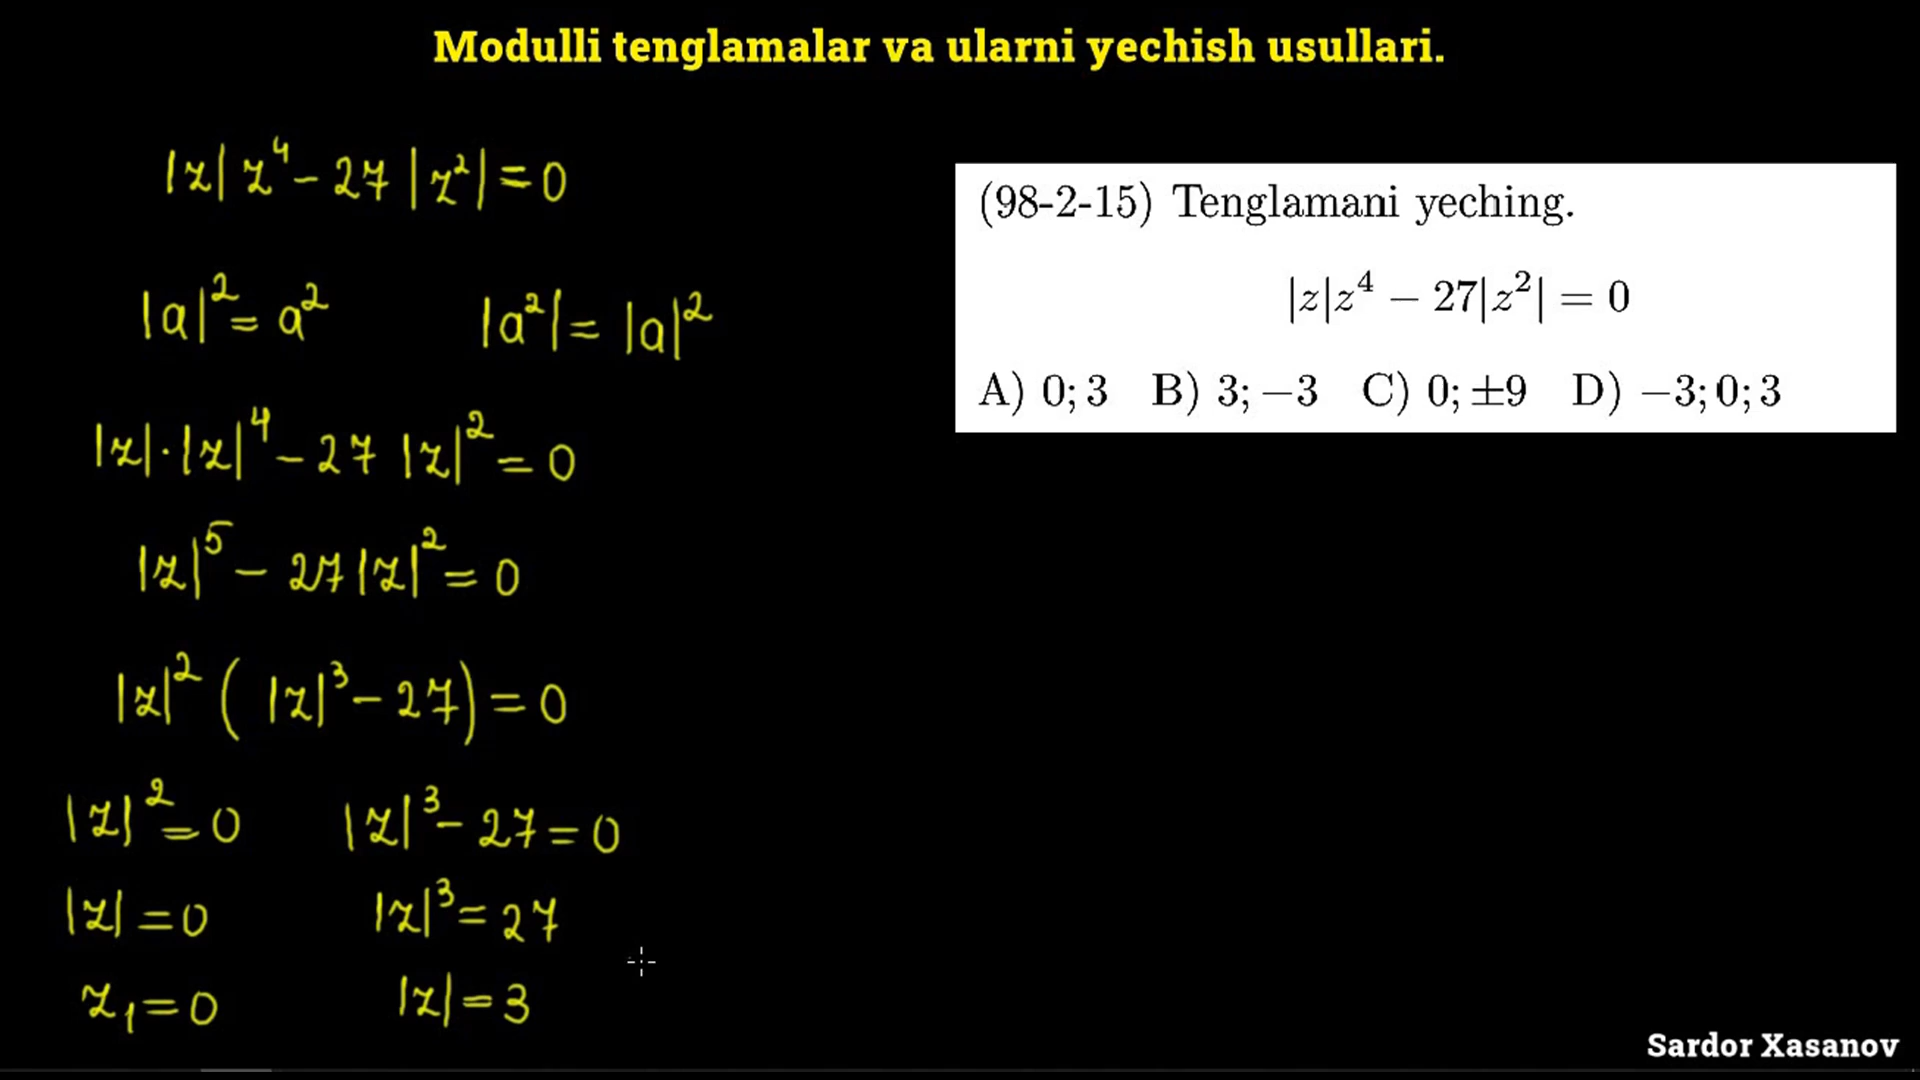 Modulli tenglamalar va ularni yechish usullari.
|z| z⁴ - 27 |z²| = 0
|a|² = a² |a²| = |a|²
|z| · |z|⁴ - 27 |z|² = 0
|z|⁵ - 27 |z|² = 0
|z|² ( |z|³ - 27 ) = 0
|z|² = 0 |z|³ - 27 = 0
|z| = 0 |z|³ = 27
z₁ = 0 |z| = 3
(98-2-15) Tenglamani yeching.
|z|z⁴ − 27|z²| = 0
A) 0; 3 B) 3; −3 C) 0; ±9 D) −3; 0; 3
Sardor Xasanov